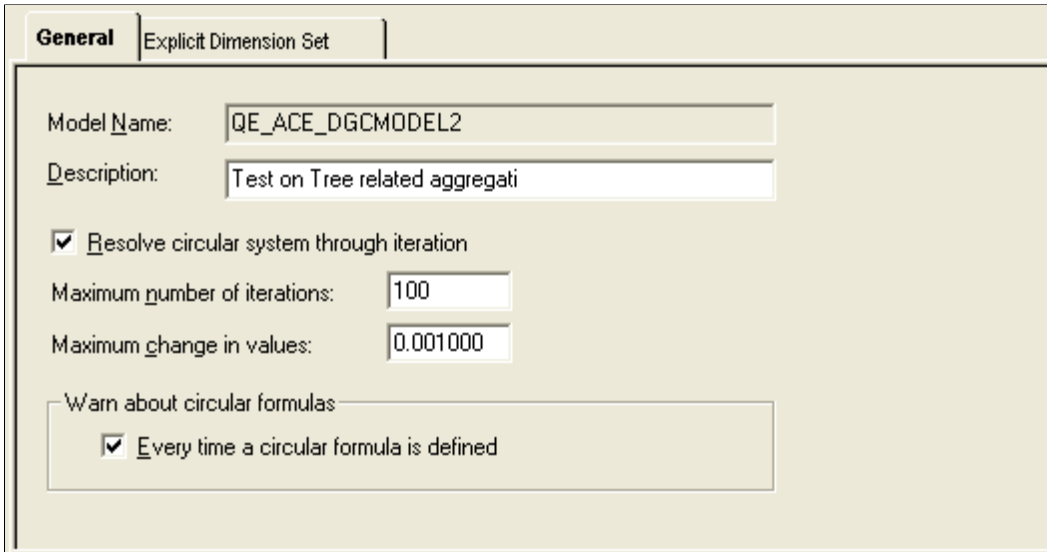 General Explicit Dimension Set
Model Name: QE_ACE_DGCMODEL2
Description: Test on Tree related aggregati
Resolve circular system through iteration
Maximum number of iterations: 100
Maximum change in values: 0.001000
Warn about circular formulas
Every time a circular formula is defined